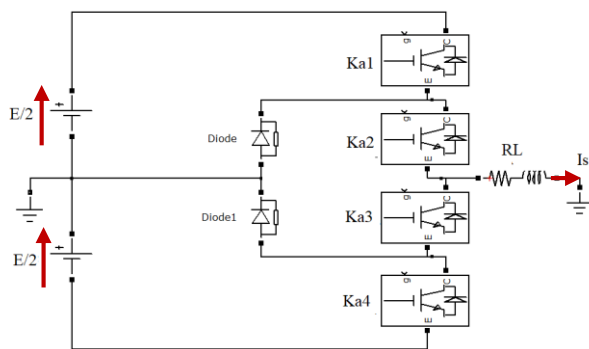 g
C
Ka1
E
E/2
+
g
C
Ka2
E
Diode
RL
Is
g
C
Ka3
E
Diode1
E/2
+
g
C
Ka4
E